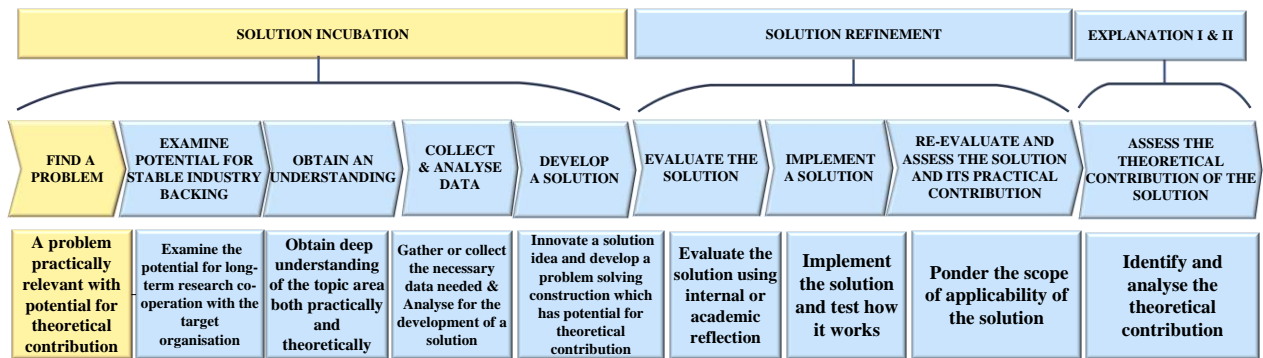 SOLUTION INCUBATION
SOLUTION REFINEMENT
EXPLANATION I & II
FIND A
PROBLEM
EXAMINE
POTENTIAL FOR
STABLE INDUSTRY
BACKING
OBTAIN AN
UNDERSTANDING
COLLECT
& ANALYSE
DATA
DEVELOP
A SOLUTION
EVALUATE THE
SOLUTION
IMPLEMENT
A SOLUTION
RE-EVALUATE AND
ASSESS THE SOLUTION
AND ITS PRACTICAL
CONTRIBUTION
ASSESS THE
THEORETICAL
CONTRIBUTION OF THE
SOLUTION
A problem
practically
relevant with
potential for
theoretical
contribution
Examine the
potential for long-
term research co-
operation with the
target
organisation
Obtain deep
understanding
of the topic area
both practically
and
theoretically
Gather or collect
the necessary
data needed &
Analyse for the
development of a
solution
Innovate a solution
idea and develop a
problem solving
construction which
has potential for
theoretical
contribution
Evaluate the
solution using
internal or
academic
reflection
Implement
the solution
and test how
it works
Ponder the scope
of applicability of
the solution
Identify and
analyse the
theoretical
contribution